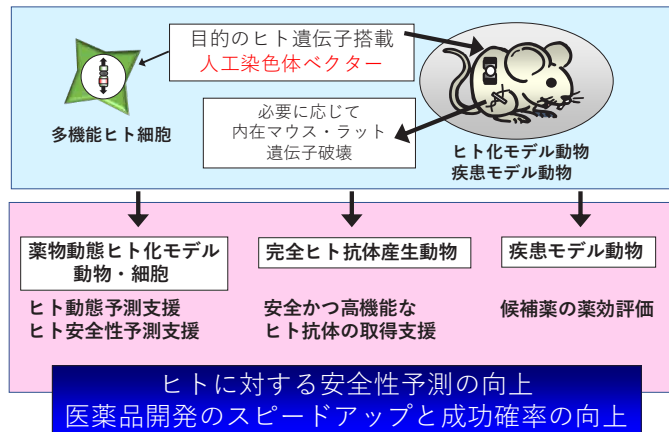 目的のヒト遺伝子搭載
人工染色体ベクター
多機能ヒト細胞
必要に応じて
内在マウス・ラット
遺伝子破壊
ヒト化モデル動物
疾患モデル動物
薬物動態ヒト化モデル
動物・細胞
ヒト動態予測支援
ヒト安全性予測支援
完全ヒト抗体産生動物
安全かつ高機能な
ヒト抗体の取得支援
疾患モデル動物
候補薬の薬効評価
ヒトに対する安全性予測の向上
医薬品開発のスピードアップと成功確率の向上